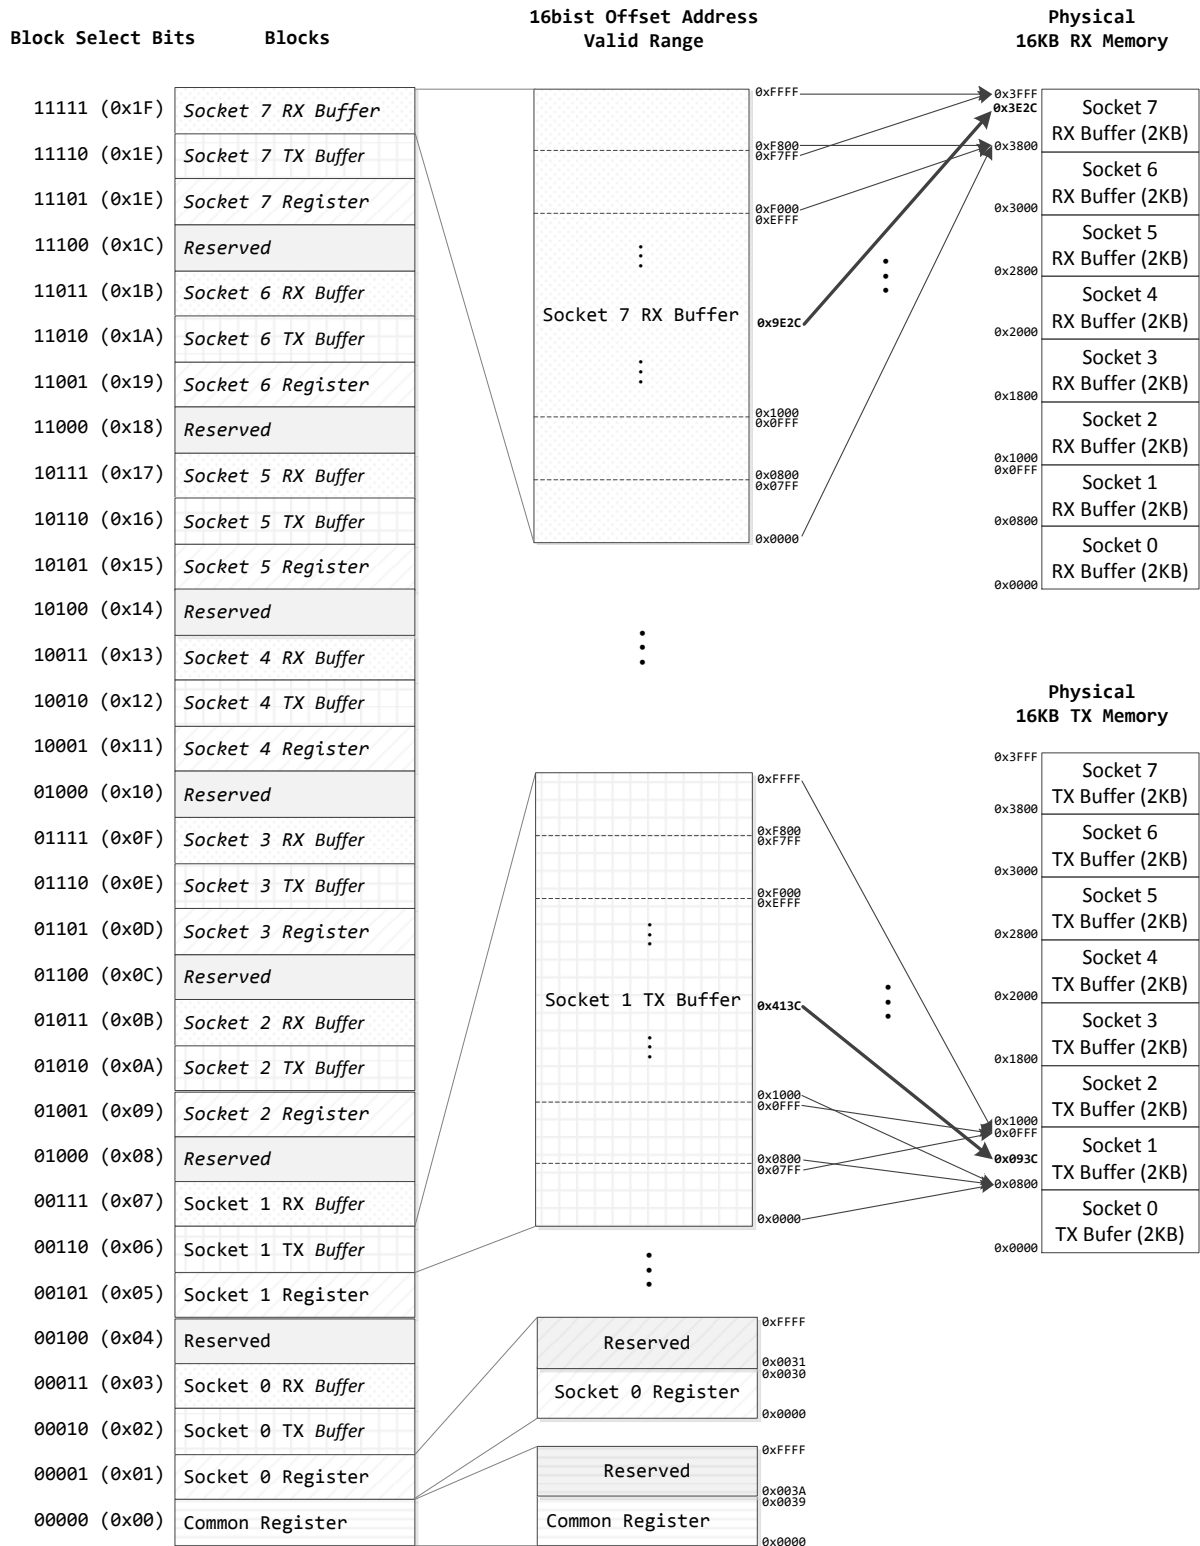 16bist Offset Address
Valid Range
Physical
16KB RX Memory
Block Select Bits
Blocks
11111 (0x1F) Socket 7 RX Buffer
11110 (0x1E) Socket 7 TX Buffer
11101 (0x1E) Socket 7 Register
11100 (0x1C) Reserved
11011 (0x1B) Socket 6 RX Buffer
11010 (0x1A) Socket 6 TX Buffer
11001 (0x19) Socket 6 Register
11000 (0x18) Reserved
10111 (0x17) Socket 5 RX Buffer
10110 (0x16) Socket 5 TX Buffer
10101 (0x15) Socket 5 Register
10100 (0x14) Reserved
10011 (0x13) Socket 4 RX Buffer
10010 (0x12) Socket 4 TX Buffer
10001 (0x11) Socket 4 Register
01000 (0x10) Reserved
01111 (0x0F) Socket 3 RX Buffer
01110 (0x0E) Socket 3 TX Buffer
01101 (0x0D) Socket 3 Register
01100 (0x0C) Reserved
01011 (0x0B) Socket 2 RX Buffer
01010 (0x0A) Socket 2 TX Buffer
01001 (0x09) Socket 2 Register
01000 (0x08) Reserved
00111 (0x07) Socket 1 RX Buffer
00110 (0x06) Socket 1 TX Buffer
00101 (0x05) Socket 1 Register
00100 (0x04) Reserved
00011 (0x03) Socket 0 RX Buffer
00010 (0x02) Socket 0 TX Buffer
00001 (0x01) Socket 0 Register
00000 (0x00) Common Register
0xFFFF
0xF800
0xF7FF
0xF000
0xEFFF
Socket 7 RX Buffer
0x9E2C
0x1000
0x0FFF
0x0800
0x07FF
0x0000
0x3FFF
0x3E2C
Socket 7
RX Buffer (2KB)
0x3800
Socket 6
RX Buffer (2KB)
0x3000
Socket 5
RX Buffer (2KB)
0x2800
Socket 4
RX Buffer (2KB)
0x2000
Socket 3
RX Buffer (2KB)
0x1800
Socket 2
RX Buffer (2KB)
0x1000
0x0FFF
Socket 1
RX Buffer (2KB)
0x0800
Socket 0
RX Buffer (2KB)
0x0000
0xFFFF
0xF800
0xF7FF
0xF000
0xEFFF
Socket 1 TX Buffer
0x413C
0x1000
0x0FFF
0x0800
0x07FF
0x0000
Physical
16KB TX Memory
0x3FFF
Socket 7
TX Buffer (2KB)
0x3800
Socket 6
TX Buffer (2KB)
0x3000
Socket 5
TX Buffer (2KB)
0x2800
Socket 4
TX Buffer (2KB)
0x2000
Socket 3
TX Buffer (2KB)
0x1800
Socket 2
TX Buffer (2KB)
0x1000
0x0FFF
Socket 1
0x093C
TX Buffer (2KB)
0x0800
Socket 0
TX Bufer (2KB)
0x0000
0xFFFF
Reserved
0x0031
0x0030
Socket 0 Register
0x0000
0xFFFF
Reserved
0x003A
0x0039
Common Register
0x0000